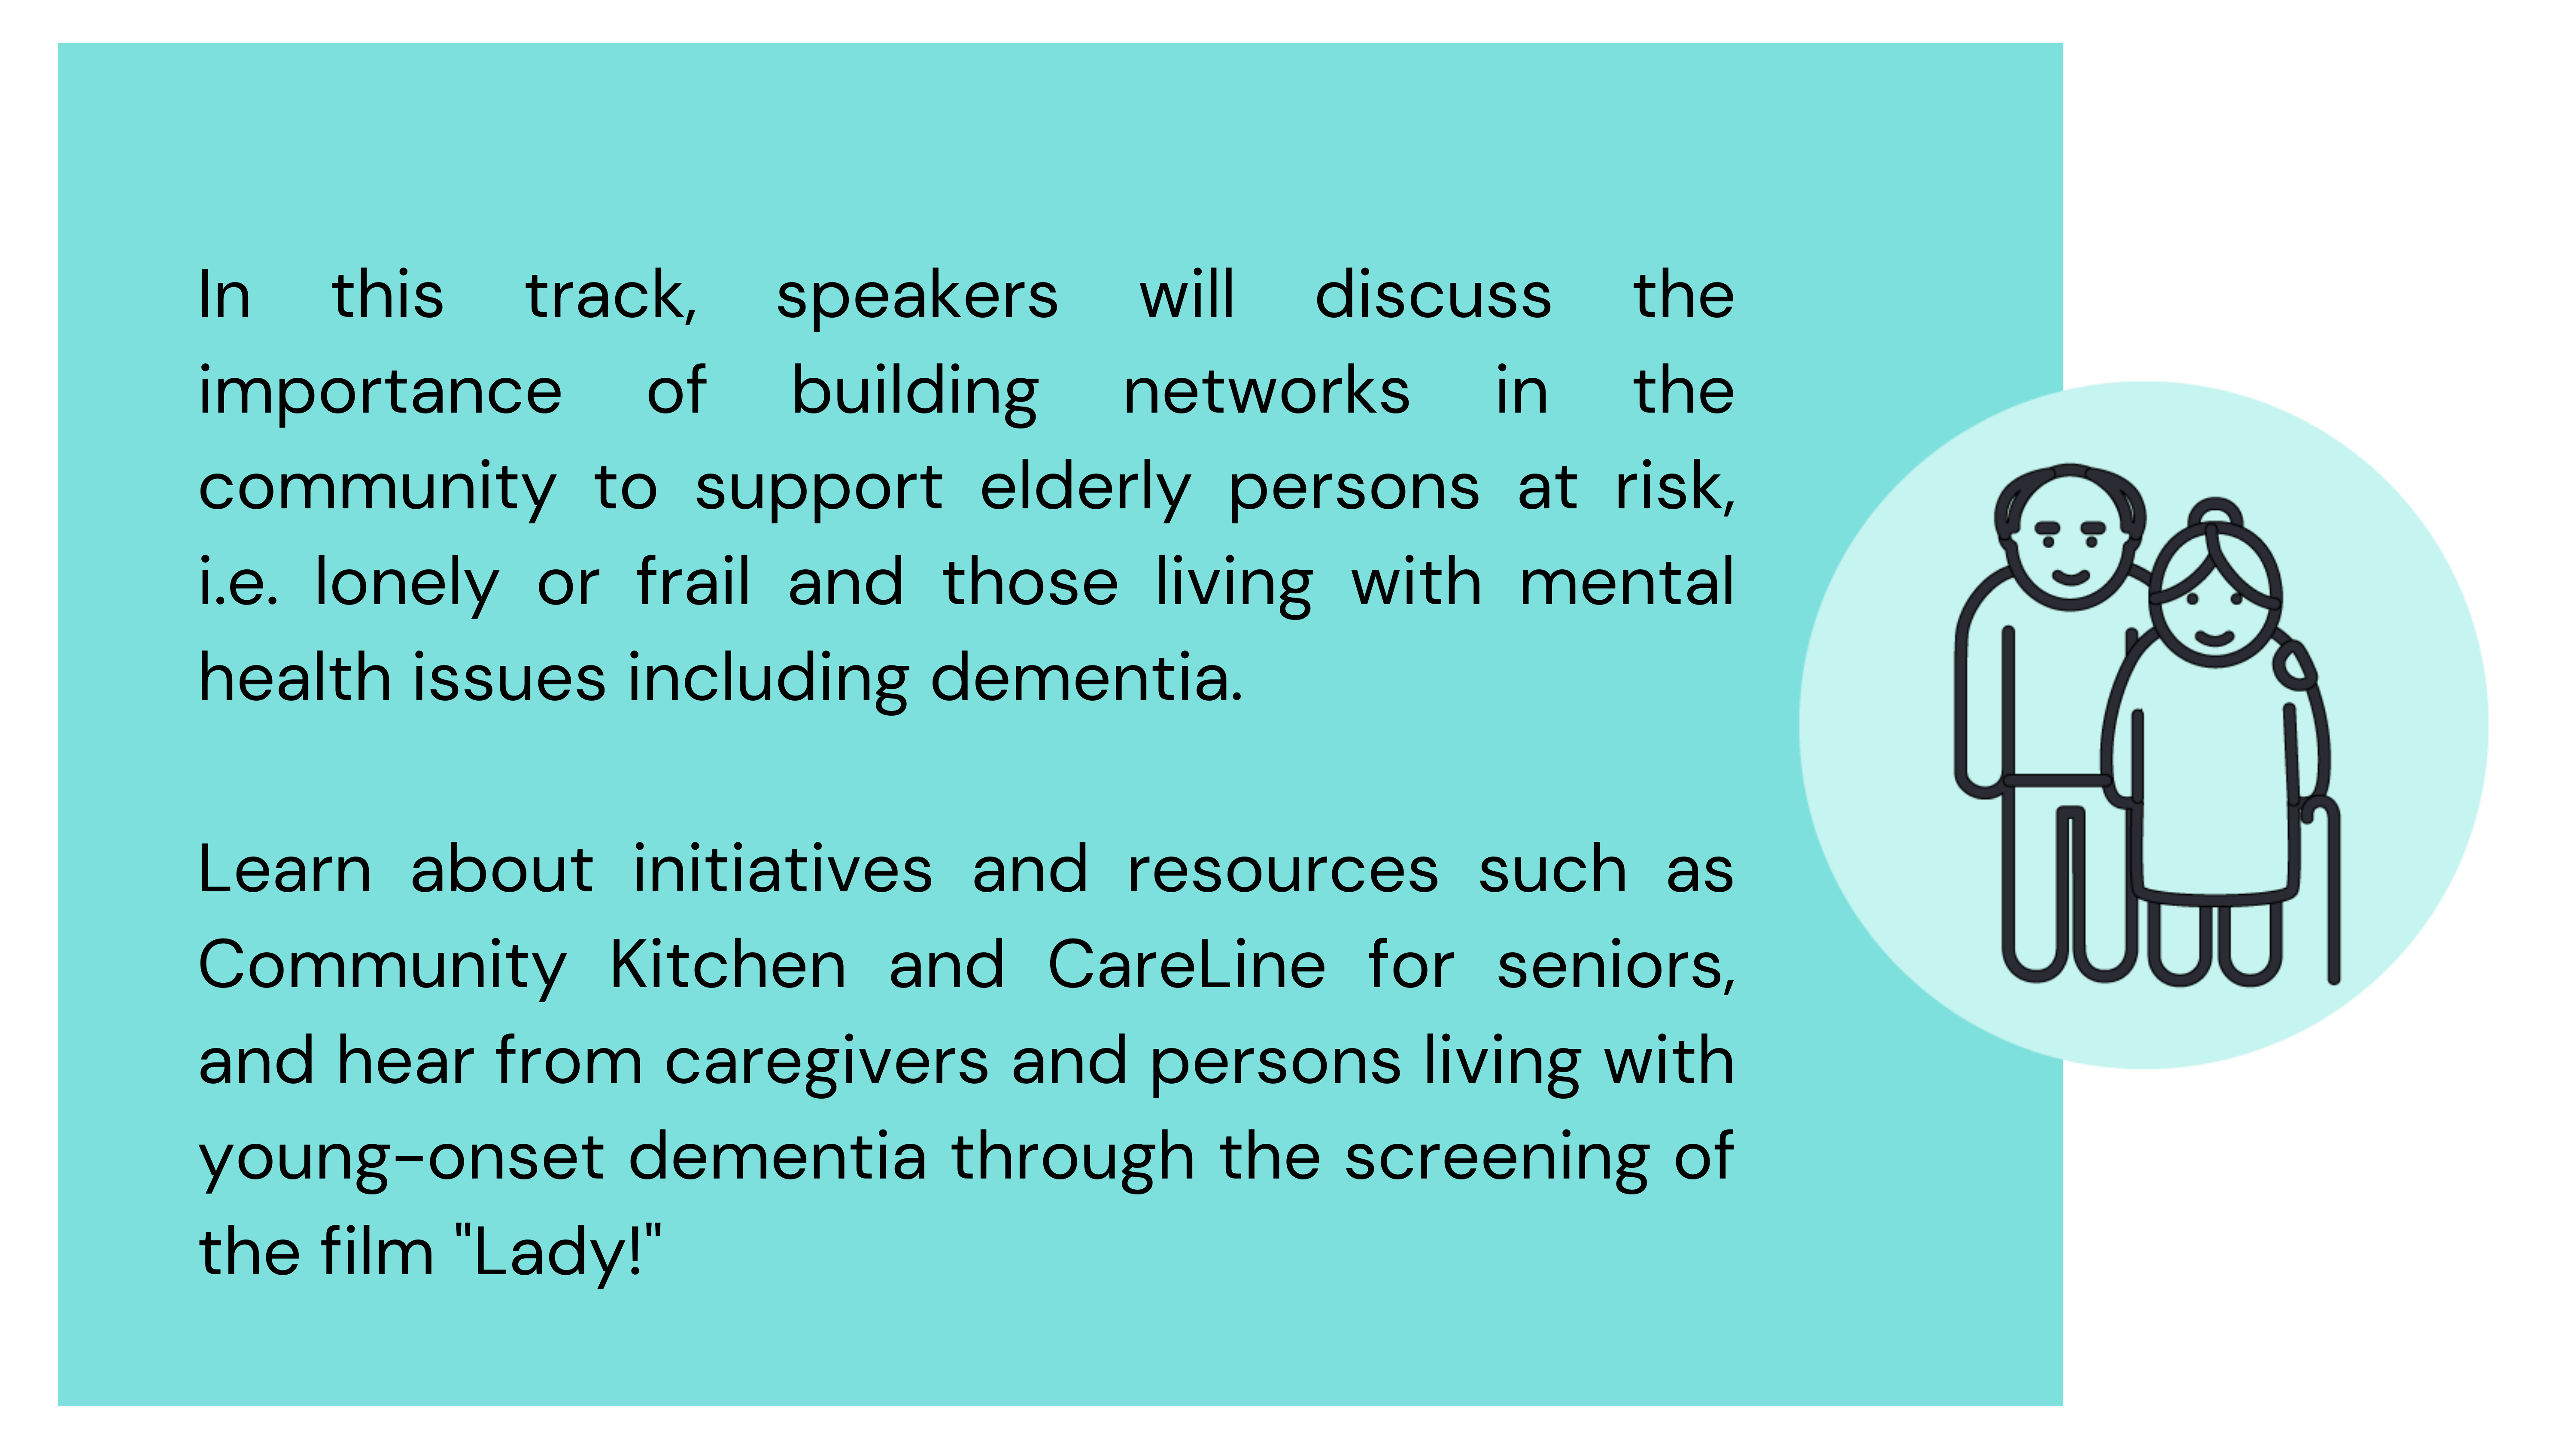 In this track, speakers will discuss the
importance of building networks in the
community to support elderly persons at risk,
i.e. lonely or frail and those living with mental
health issues including dementia.
Learn about initiatives and resources such as
Community Kitchen and CareLine for seniors,
and hear from caregivers and persons living with
young-onset dementia through the screening of
the film "Lady!"